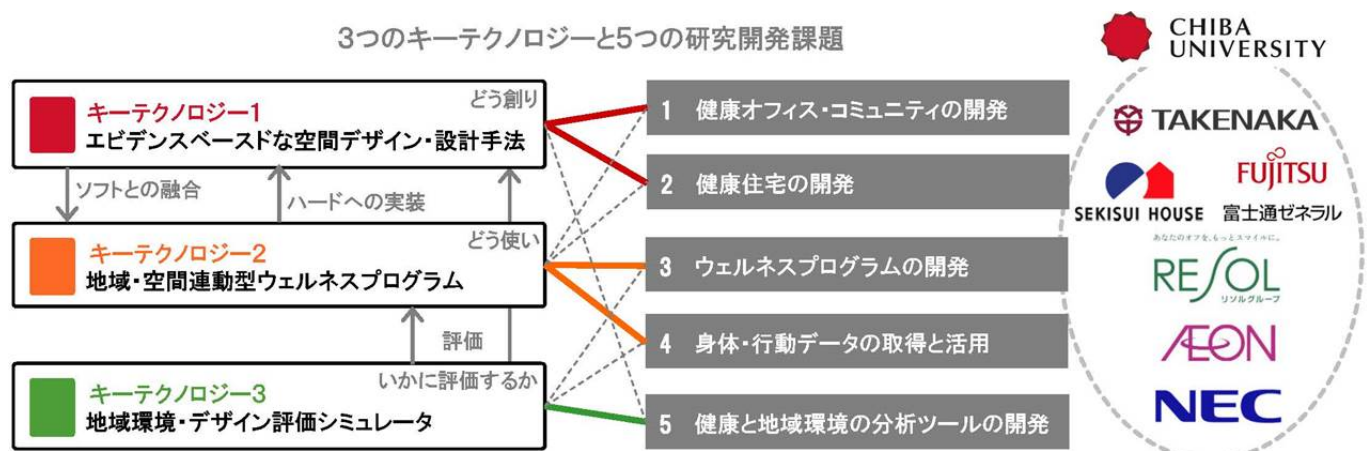 3つのキーテクノロジーと5つの研究開発課題
キーテクノロジー1
どう創り
エビデンスベースドな空間デザイン・設計手法
ソフトとの融合
ハードへの実装
キーテクノロジー2
どう使い
地域・空間連動型ウェルネスプログラム
評価
キーテクノロジー3
いかに評価するか
地域環境・デザイン評価シミュレータ
1 健康オフィス・コミュニティの開発
2 健康住宅の開発
3 ウェルネスプログラムの開発
4 身体・行動データの取得と活用
5 健康と地域環境の分析ツールの開発
CHIBA
UNIVERSITY
TAKENAKA
SEKISUI HOUSE
FUJITSU
富士通ゼネラル
あなたのオフを、もっとスマイルに。
RESOL
リソルグループ
ÆON
NEC